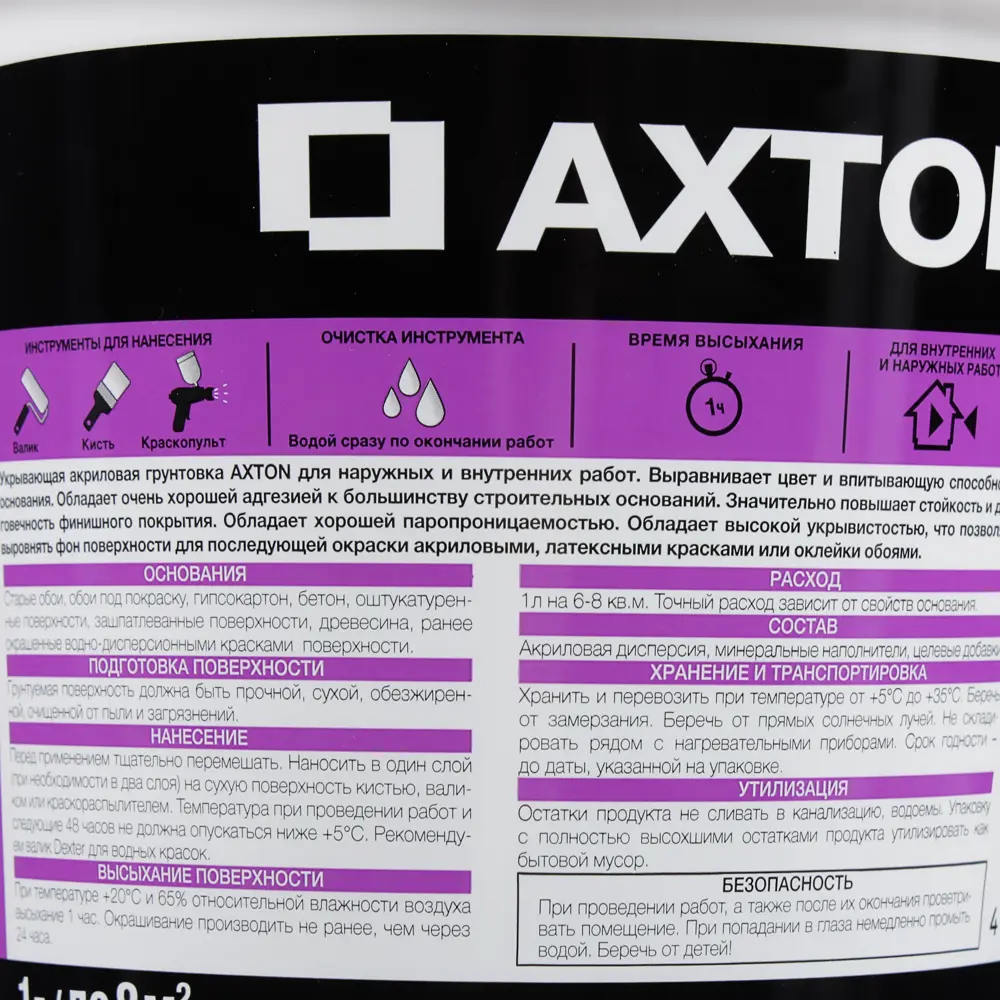 AXTON
ИНСТРУМЕНТЫ ДЛЯ НАНЕСЕНИЯ
Валик
Кисть
Краскопульт
ОЧИСТКА ИНСТРУМЕНТА
Водой сразу по окончании работ
ВРЕМЯ ВЫСЫХАНИЯ
1ч
ДЛЯ ВНУТРЕННИХ
И НАРУЖНЫХ РАБОТ
Укрывающая акриловая грунтовка AXTON для наружных и внутренних работ. Выравнивает цвет и впитывающую способно
основания. Обладает очень хорошей адгезией к большинству строительных оснований. Значительно повышает стойкость и д
говечность финишного покрытия. Обладает хорошей паропроницаемостью. Обладает высокой укрывистостью, что позвол
выровнять фон поверхности для последующей окраски акриловыми, латексными красками или оклейки обоями.
ОСНОВАНИЯ
Старые обои, обои под покраску, гипсокартон, бетон, оштукатурен-
ные поверхности, зашпатлеванные поверхности, древесина, ранее
окрашенные водно-дисперсионными красками поверхности.
ПОДГОТОВКА ПОВЕРХНОСТИ
Грунтуемая поверхность должна быть прочной, сухой, обезжирен-
ной, очищенной от пыли и загрязнений.
НАНЕСЕНИЕ
Перед применением тщательно перемешать. Наносить в один слой
(при необходимости в два слоя) на сухую поверхность кистью, вали-
ком или краскораспылителем. Температура при проведении работ и
следующие 48 часов не должна опускаться ниже +5°С. Рекоменду-
ем валик Dexter для водных красок.
ВЫСЫХАНИЕ ПОВЕРХНОСТИ
При температуре +20°С и 65% относительной влажности воздуха
высыхание 1 час. Окрашивание производить не ранее, чем через
24 часа.
РАСХОД
1л на 6-8 кв.м. Точный расход зависит от свойств основания.
СОСТАВ
Акриловая дисперсия, минеральные наполнители, целевые добавки
ХРАНЕНИЕ И ТРАНСПОРТИРОВКА
Хранить и перевозить при температуре от +5°С до +35°С. Беречь
от замерзания. Беречь от прямых солнечных лучей. Не склади-
ровать рядом с нагревательными приборами. Срок годности -
до даты, указанной на упаковке.
УТИЛИЗАЦИЯ
Остатки продукта не сливать в канализацию, водоемы. Упаковку
с полностью высохшими остатками продукта утилизировать как
бытовой мусор.
БЕЗОПАСНОСТЬ
При проведении работ, а также после их окончания проветри-
вать помещение. При попадании в глаза немедленно промыть
водой. Беречь от детей!